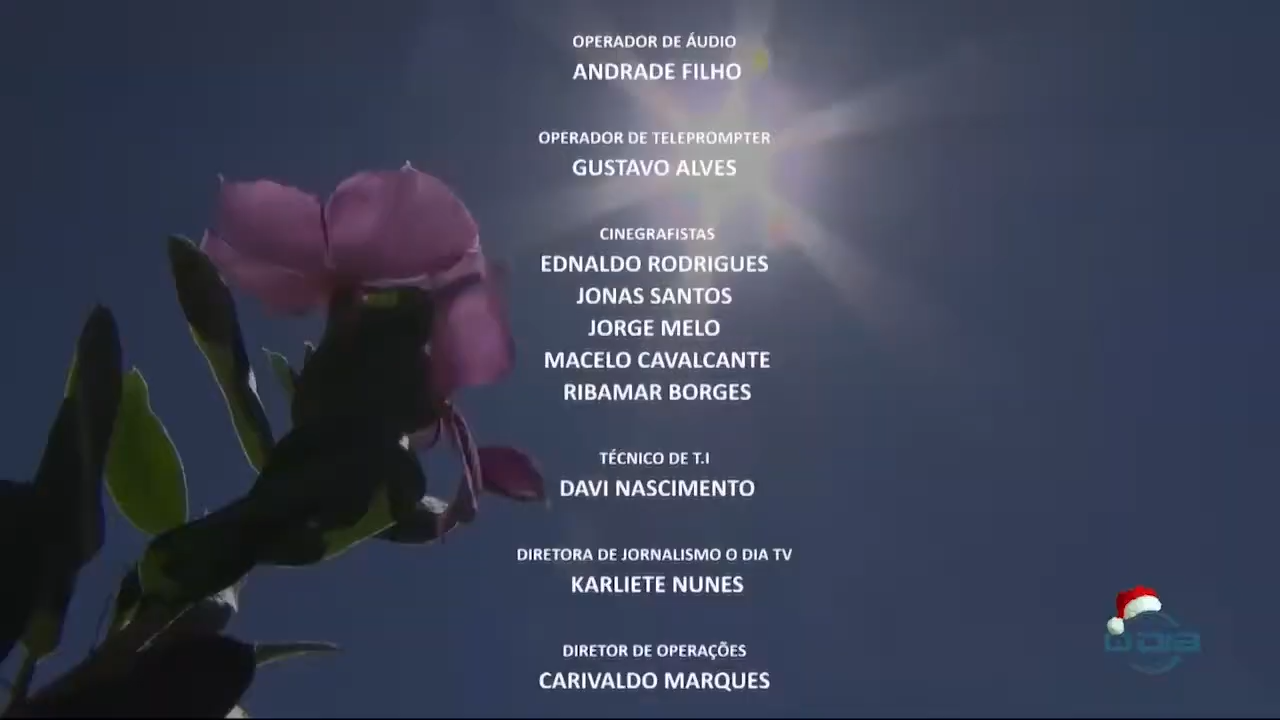 OPERADOR DE ÁUDIO
ANDRADE FILHO
OPERADOR DE TELEPROMPTER
GUSTAVO ALVES
CINEGRAFISTAS
EDNALDO RODRIGUES
JONAS SANTOS
JORGE MELO
MACELO CAVALCANTE
RIBAMAR BORGES
TÉCNICO DE T.I
DAVI NASCIMENTO
DIRETORA DE JORNALISMO O DIA TV
KARLIETE NUNES
DIRETOR DE OPERAÇÕES
CARIVALDO MARQUES
O DIA